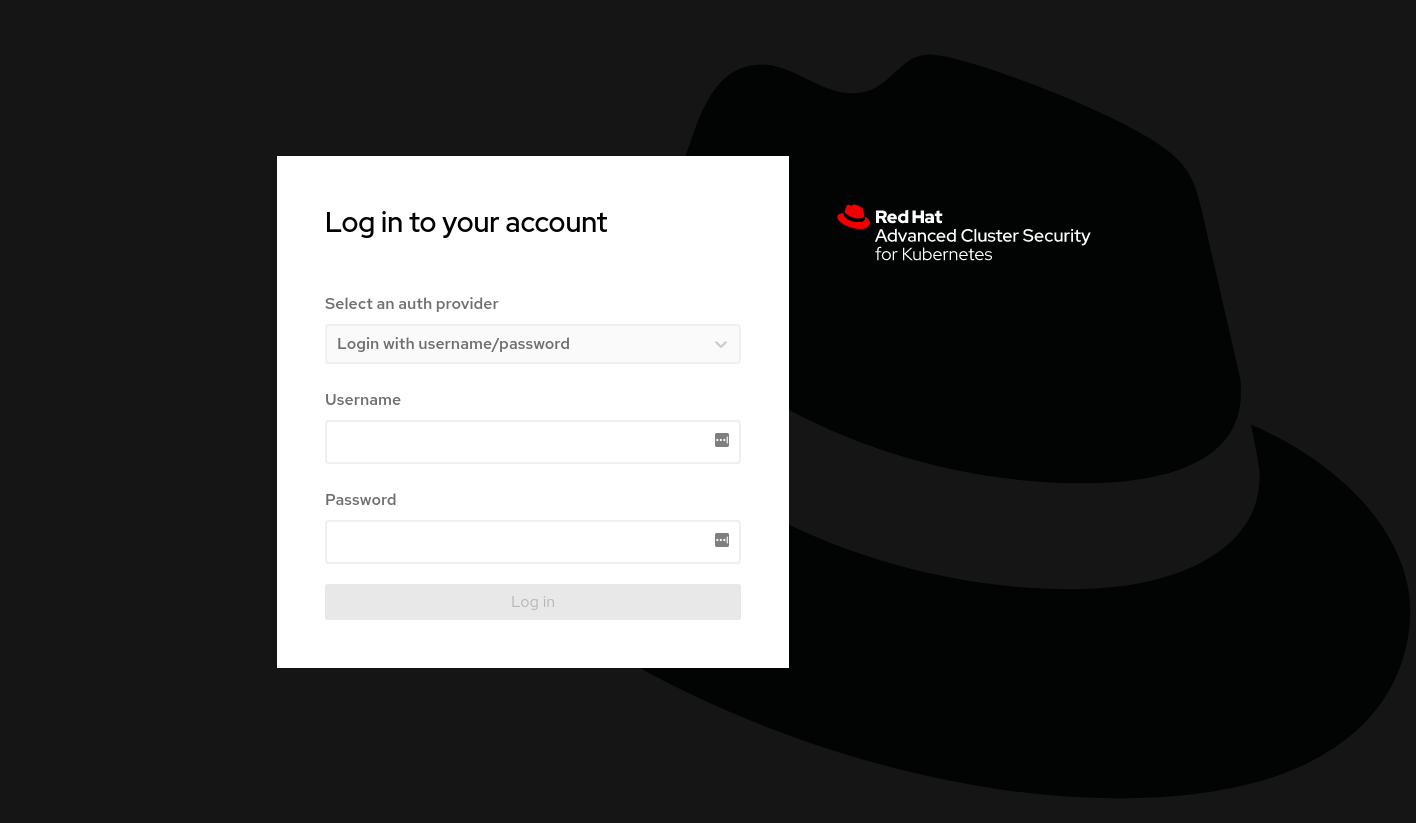 Log in to your account
Select an auth provider
Login with username/password
Username
Password
Log in
Red Hat
Advanced Cluster Security
for Kubernetes